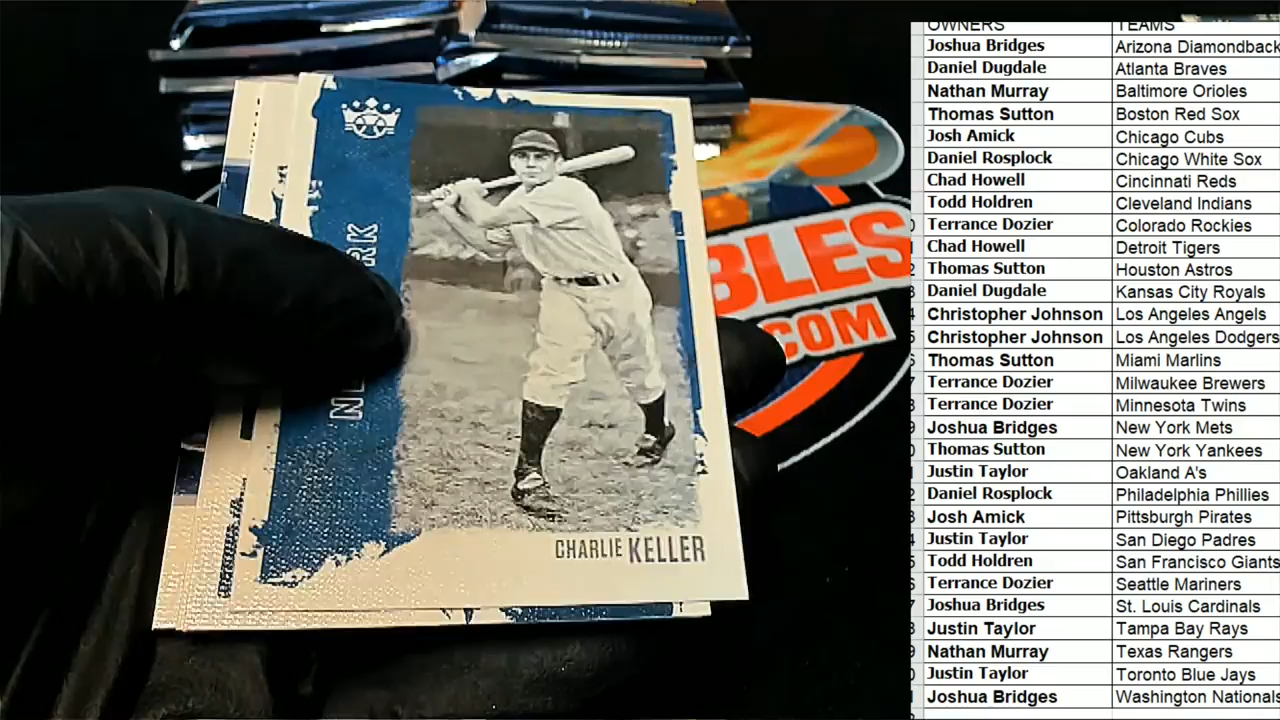 CHARLIE KELLER
BLES
COM
OWNERS TEAMS
Joshua Bridges Arizona Diamondback
Daniel Dugdale Atlanta Braves
Nathan Murray Baltimore Orioles
Thomas Sutton Boston Red Sox
Josh Amick Chicago Cubs
Daniel Rosplock Chicago White Sox
Chad Howell Cincinnati Reds
Todd Holdren Cleveland Indians
Terrance Dozier Colorado Rockies
Chad Howell Detroit Tigers
Thomas Sutton Houston Astros
Daniel Dugdale Kansas City Royals
Christopher Johnson Los Angeles Angels
Christopher Johnson Los Angeles Dodgers
Thomas Sutton Miami Marlins
Terrance Dozier Milwaukee Brewers
Terrance Dozier Minnesota Twins
Joshua Bridges New York Mets
Thomas Sutton New York Yankees
Justin Taylor Oakland A's
Daniel Rosplock Philadelphia Phillies
Josh Amick Pittsburgh Pirates
Justin Taylor San Diego Padres
Todd Holdren San Francisco Giants
Terrance Dozier Seattle Mariners
Joshua Bridges St. Louis Cardinals
Justin Taylor Tampa Bay Rays
Nathan Murray Texas Rangers
Justin Taylor Toronto Blue Jays
Joshua Bridges Washington Nationals